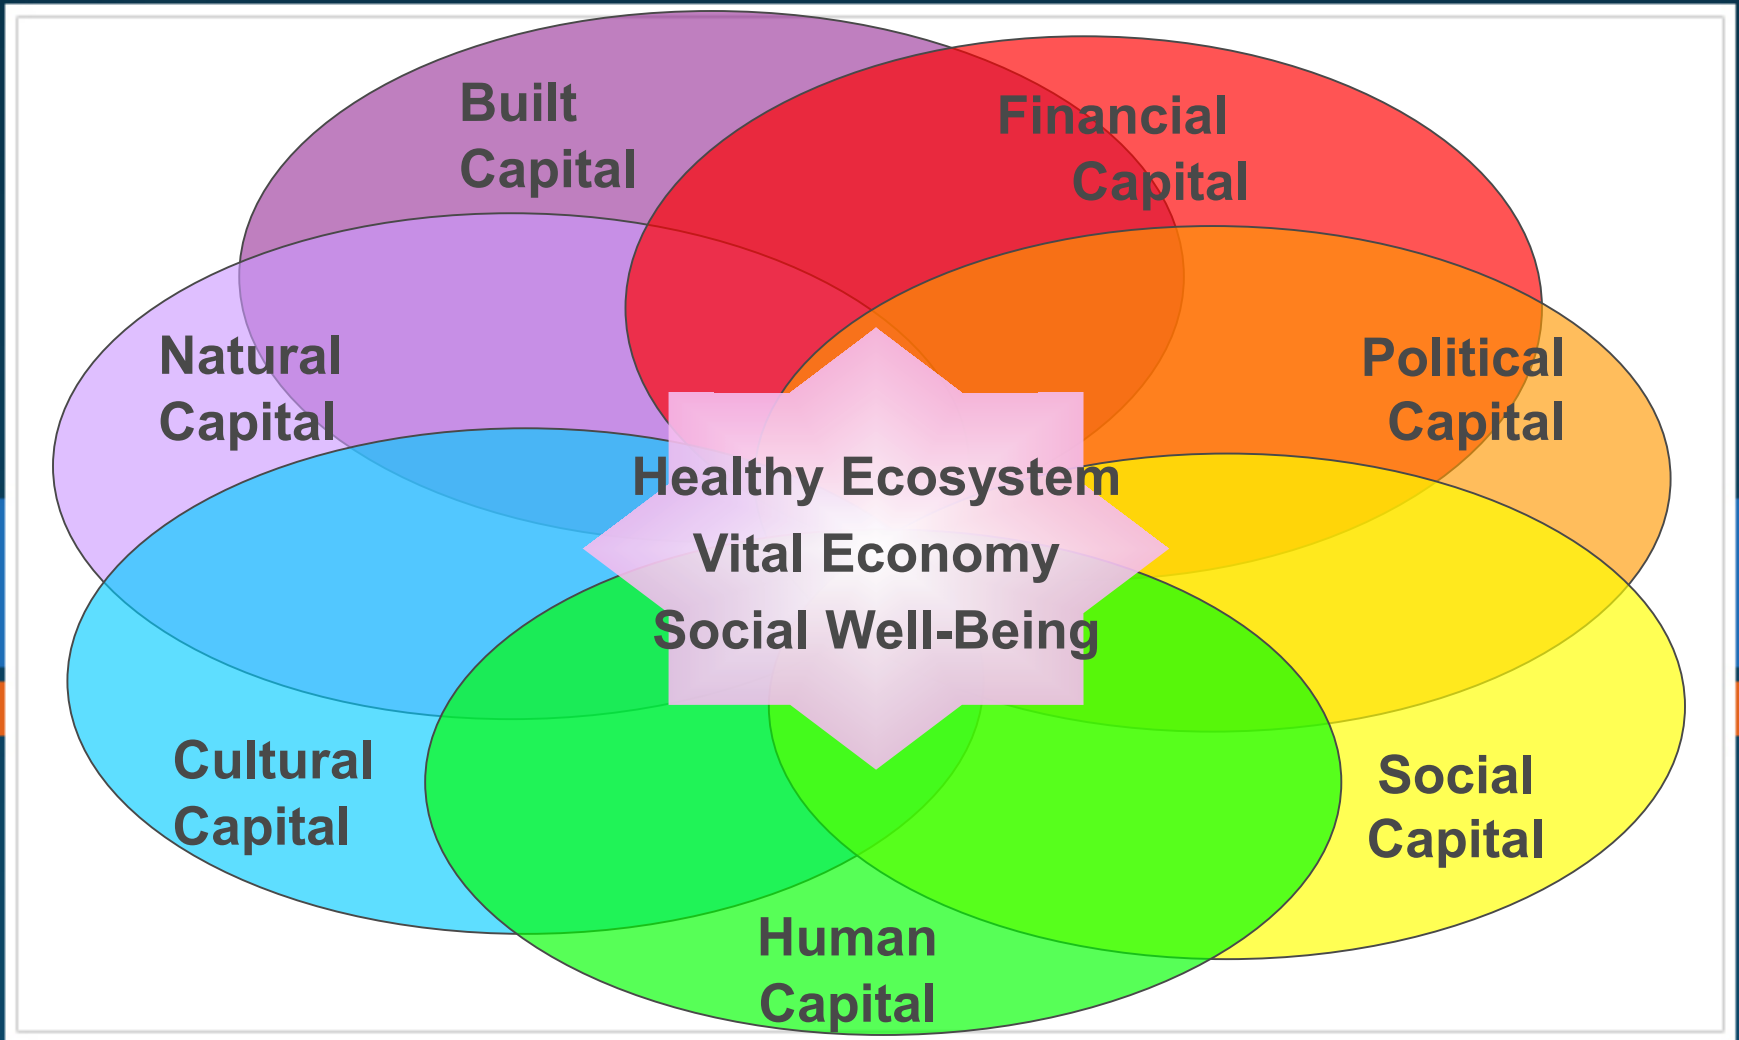 Built
Capital
Financial
Capital
Natural
Capital
Political
Capital
Healthy Ecosystem
Vital Economy
Social Well-Being
Cultural
Capital
Social
Capital
Human
Capital